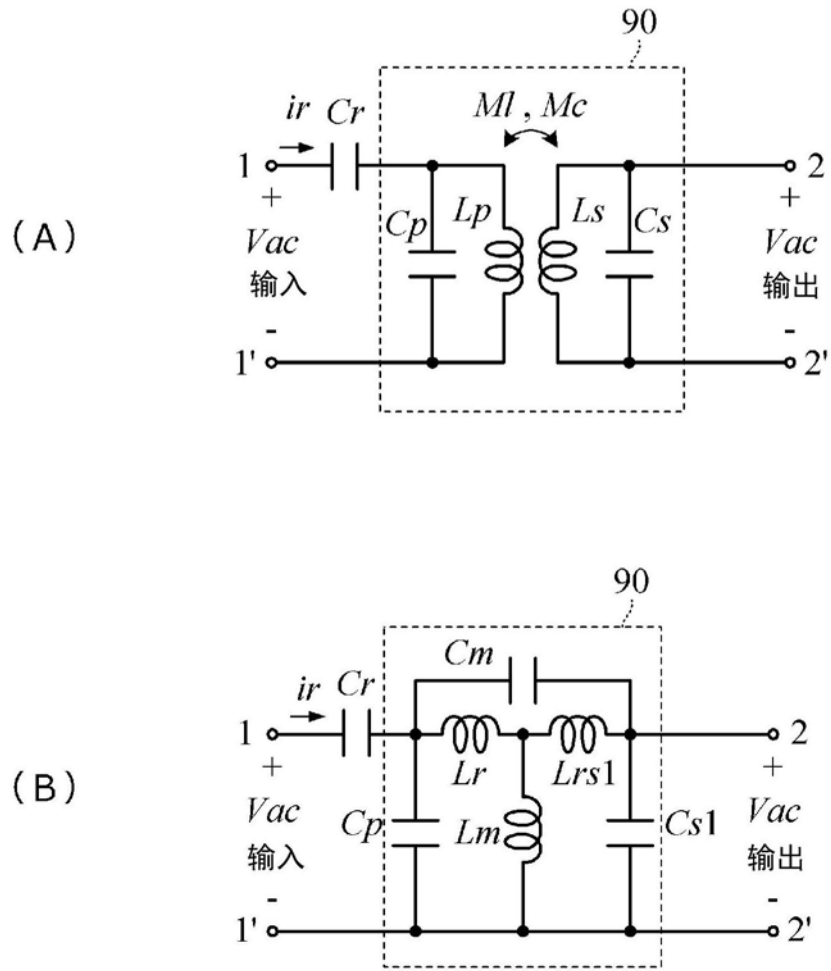 90
Ml , Mc
ir Cr
1 2
+ +
Cp Lp Ls Cs
(A)
Vac Vac
输入 输出
- -
1' 2'
90
Cm
ir Cr
1 2
+ Lr Lrs1 +
(B)
Vac Cp Lm Cs1 Vac
输入 输出
- -
1' 2'